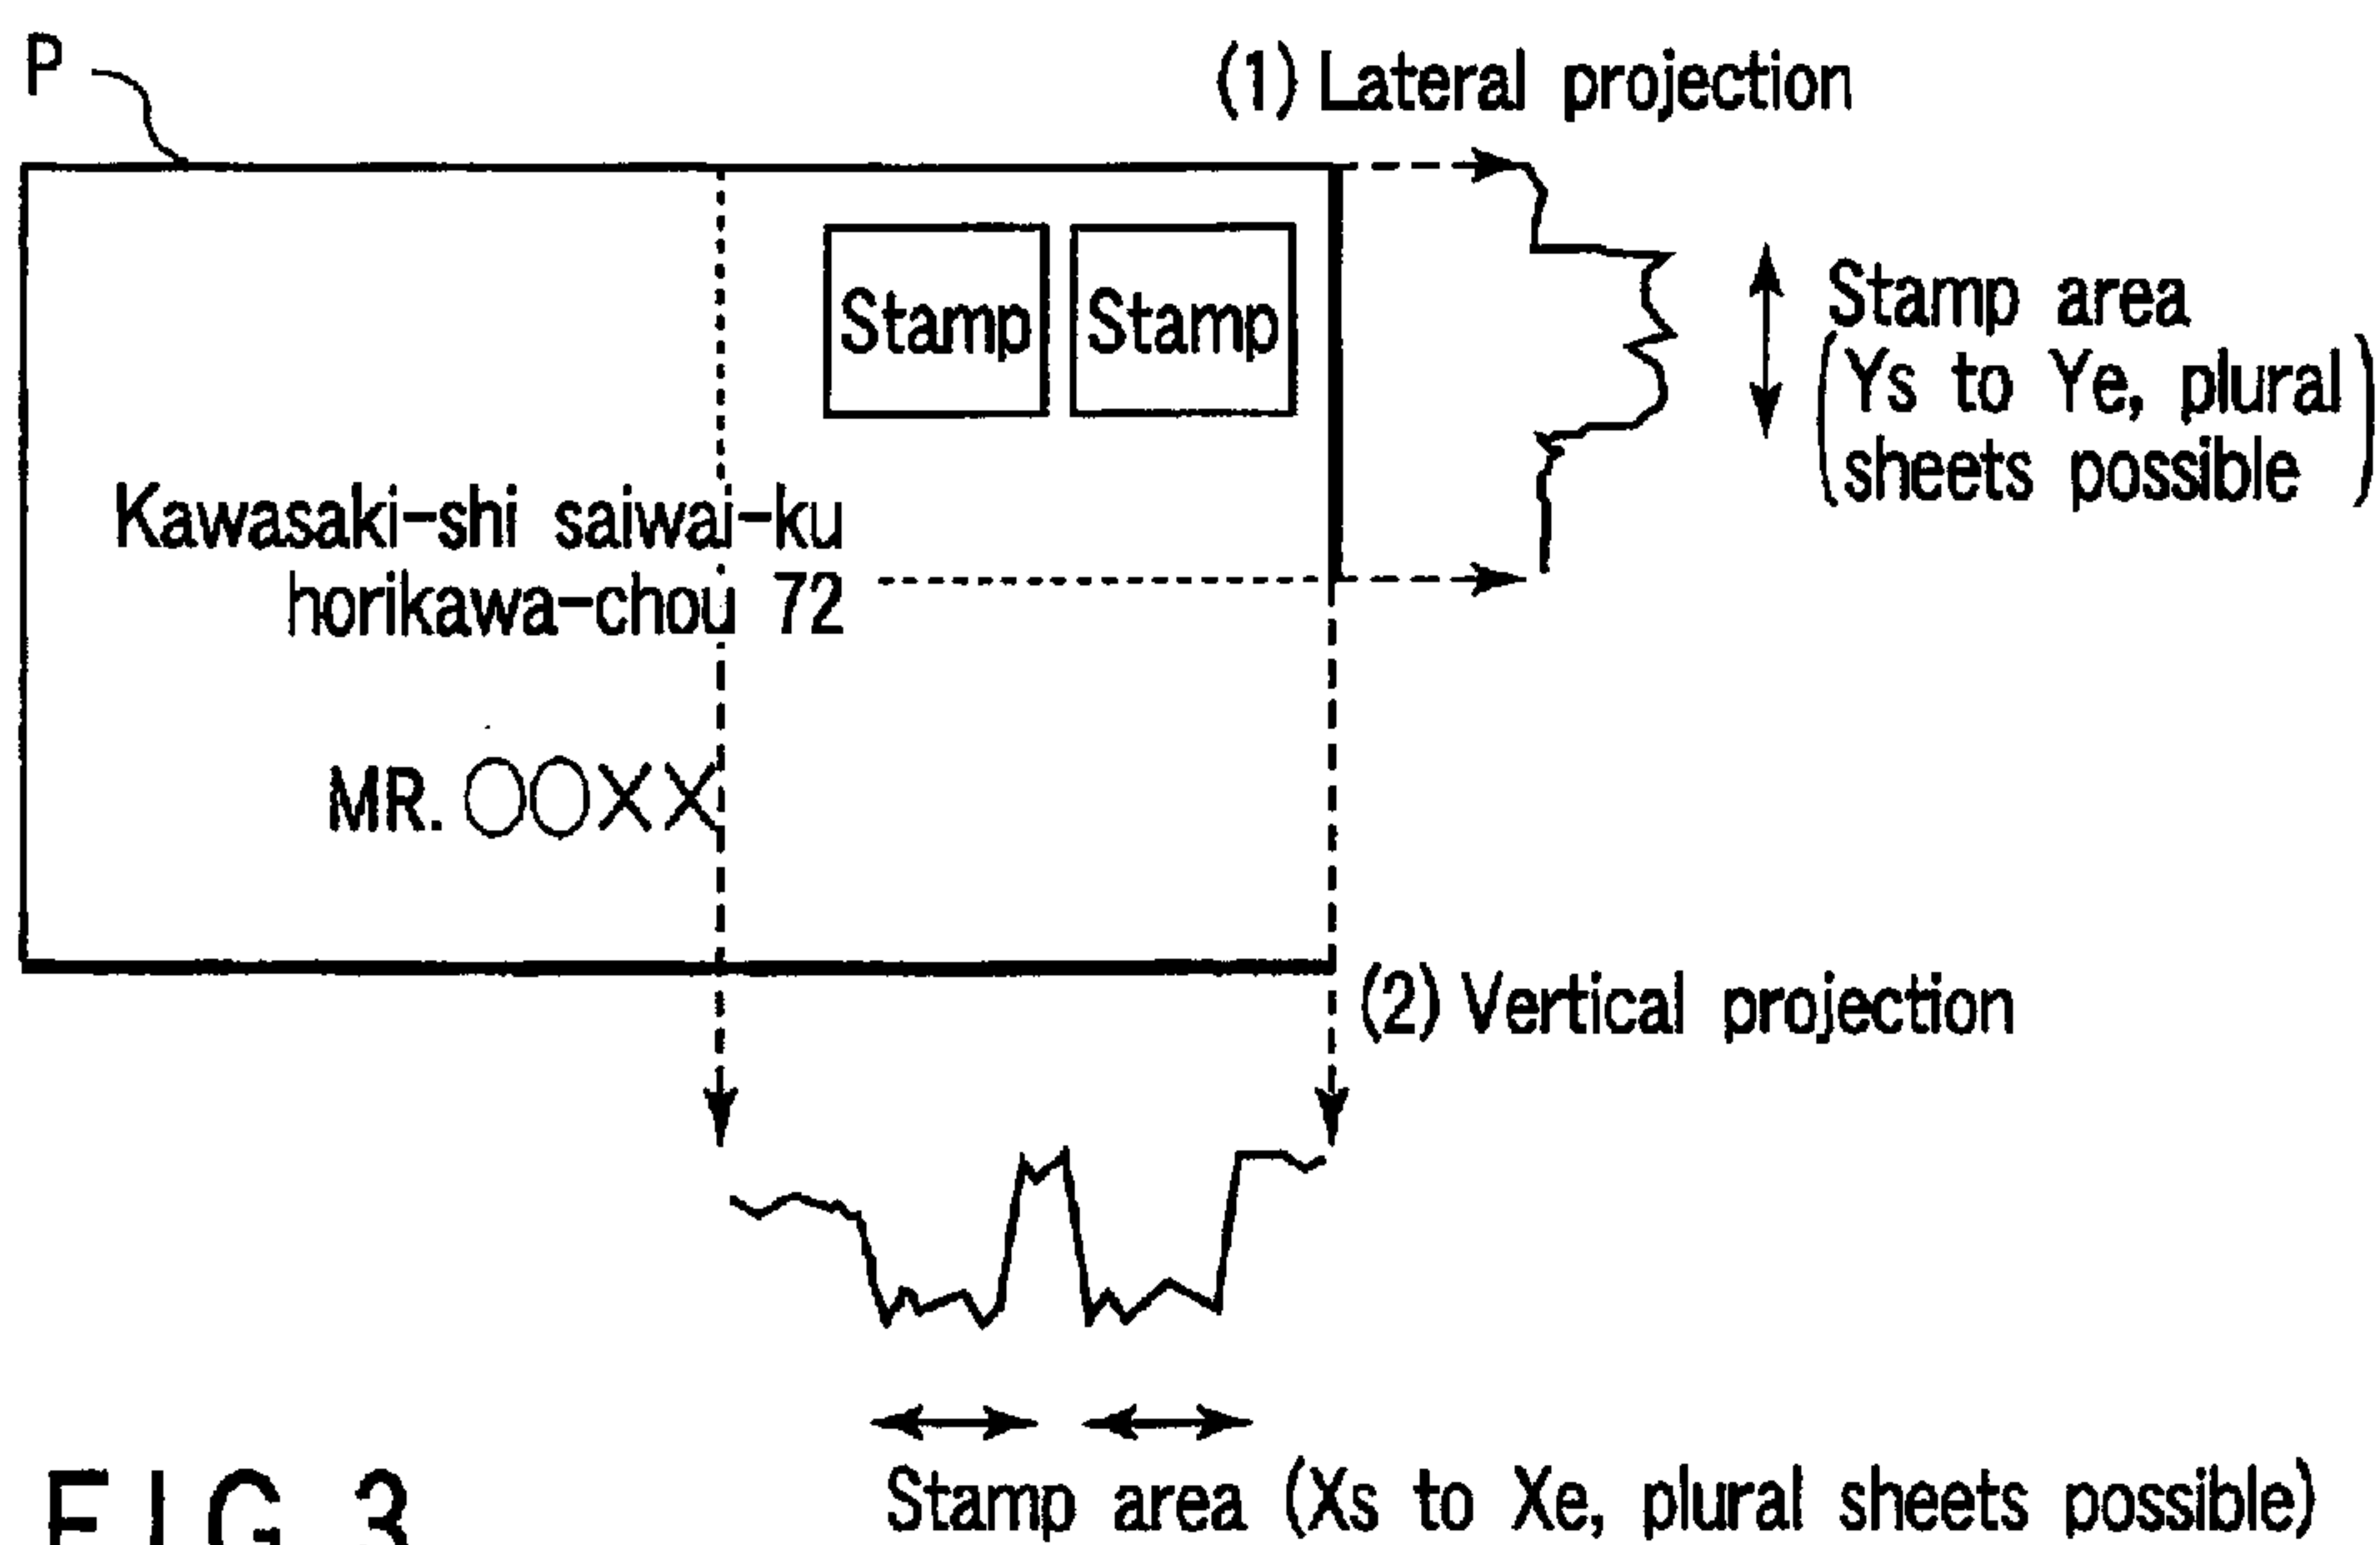 P
(1) Lateral projection
Stamp
Stamp
Stamp area
(Ys to Ye, plural
sheets possible)
Kawasaki-shi saiwai-ku
horikawa-chou 72
MR. ○○××
(2) Vertical projection
Stamp area (Xs to Xe, plural sheets possible)
FIG. 3